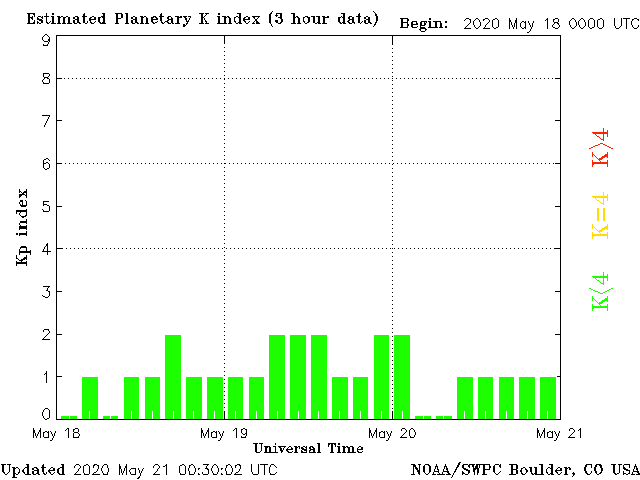 Estimated Planetary K index (3 hour data) Begin: 2020 May 18 0000 UTC
9
8
7
6
5
4
3
2
1
0
Kp index
K>4
K=4
K<4
May 18 May 19 May 20 May 21
Universal Time
Updated 2020 May 21 00:30:02 UTC NOAA/SWPC Boulder, CO USA